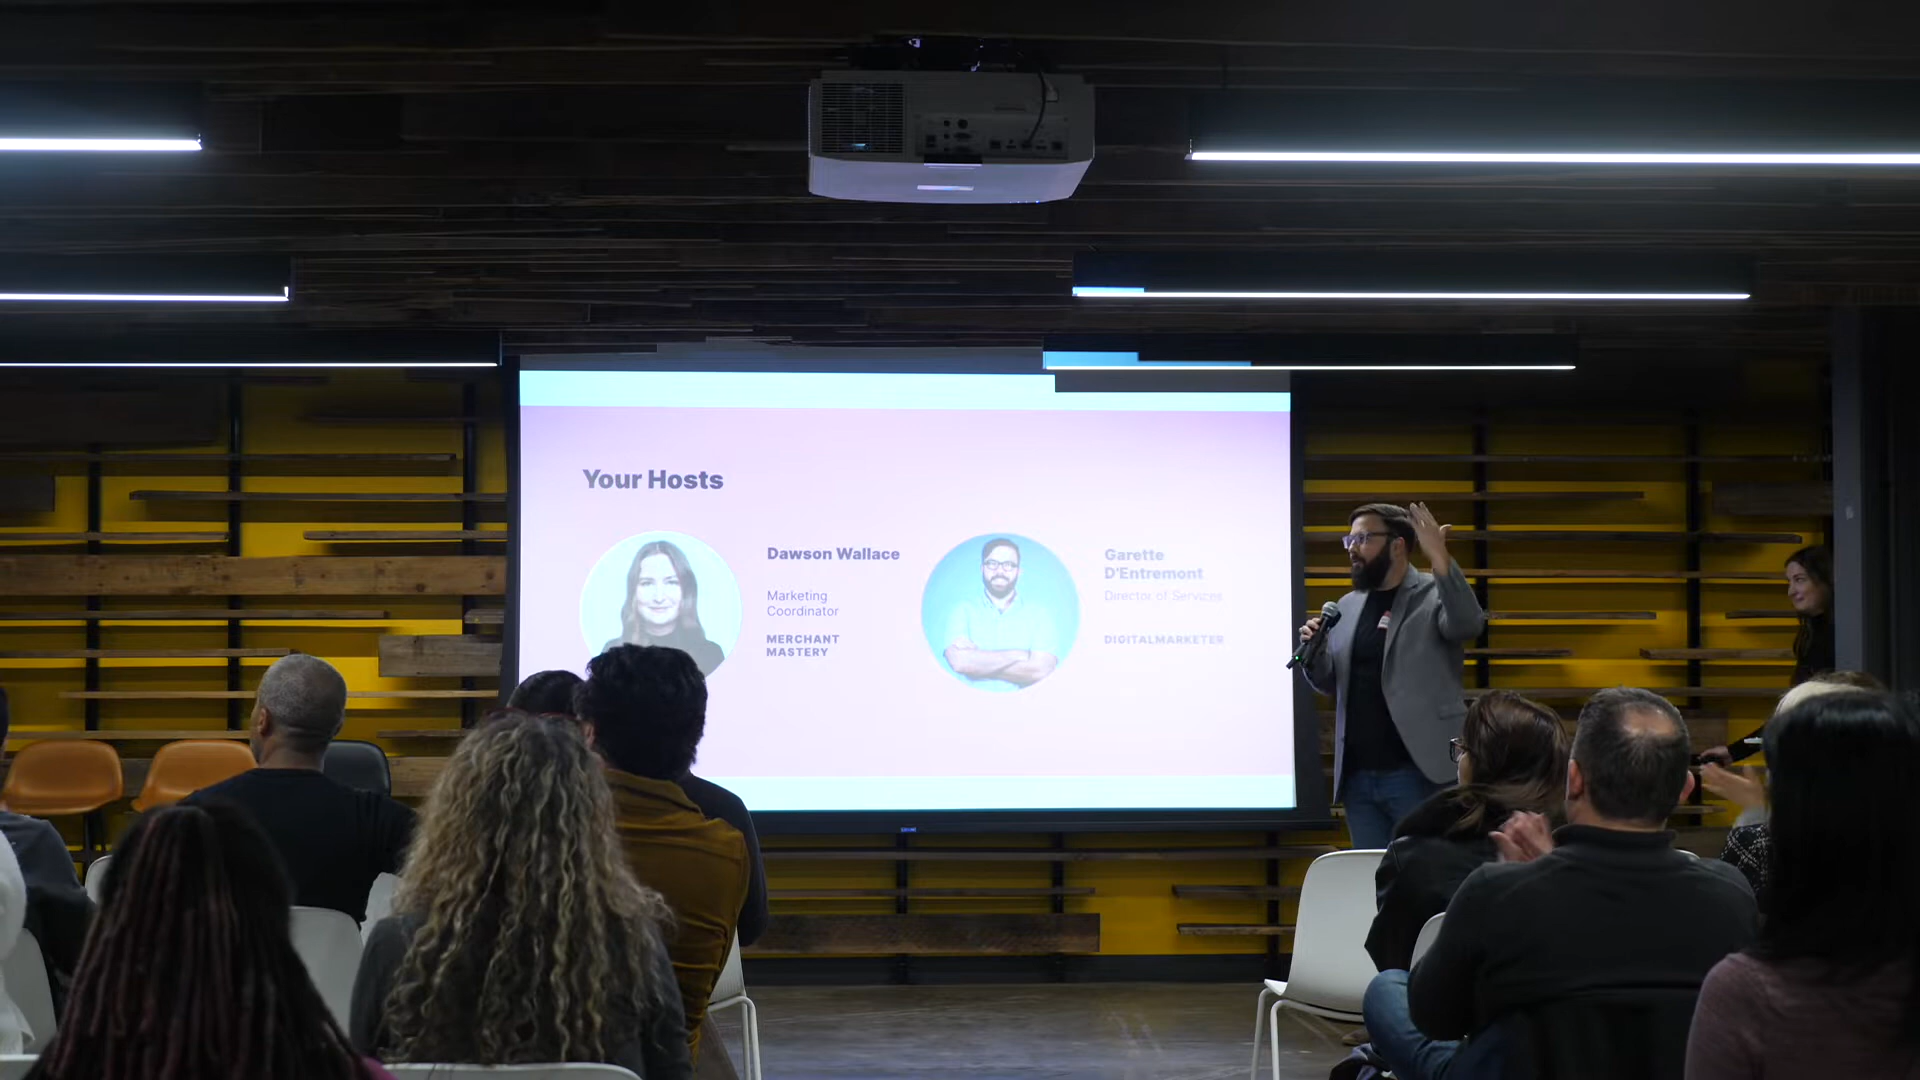 Your Hosts
Dawson Wallace
Marketing
Coordinator
MERCHANT
MASTERY
Garette
D'Entremont
Director of Services
DIGITALMARKETER